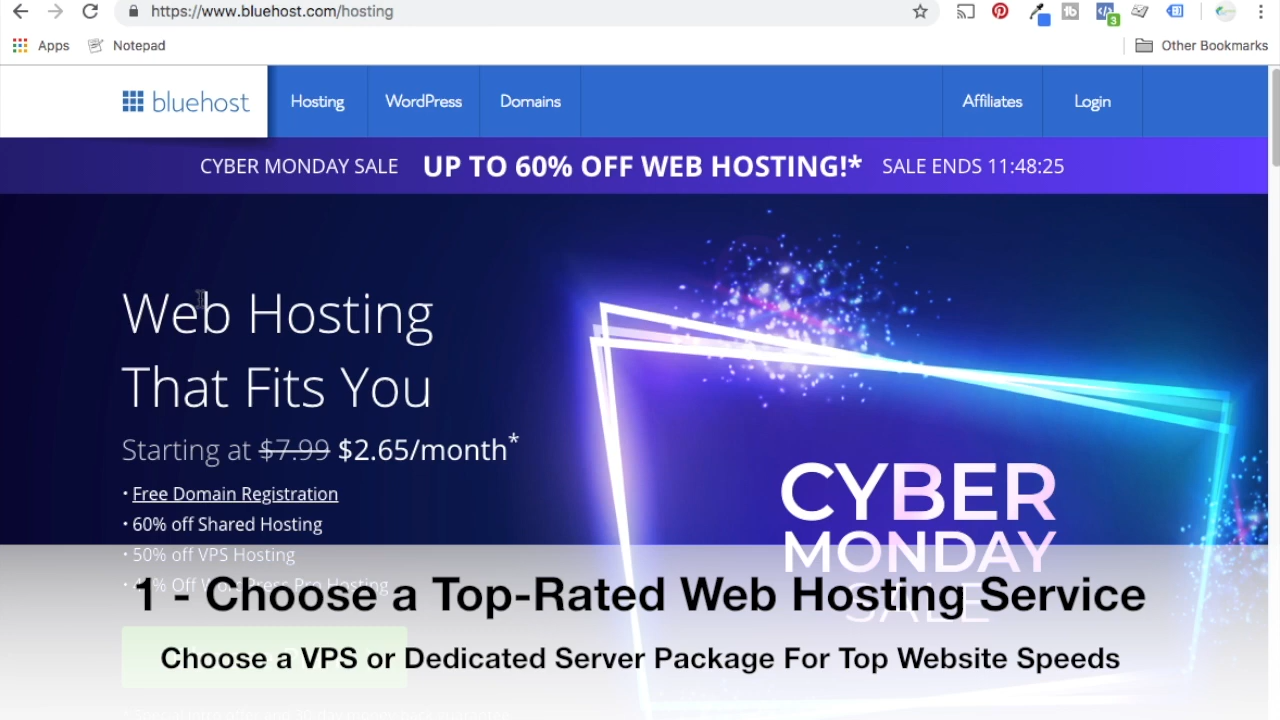 https://www.bluehost.com/hosting
Apps
Notepad
Other Bookmarks
3
bluehost
Hosting
WordPress
Domains
Affiliates
Login
CYBER MONDAY SALE UP TO 60% OFF WEB HOSTING!* SALE ENDS 11:48:25
Web Hosting
That Fits You
Starting at $7.99 $2.65/month*
· Free Domain Registration
· 60% off Shared Hosting
· 50% off VPS Hosting
CYBER
MONDAY
SALE
1 - Choose a Top-Rated Web Hosting Service
Choose a VPS or Dedicated Server Package For Top Website Speeds